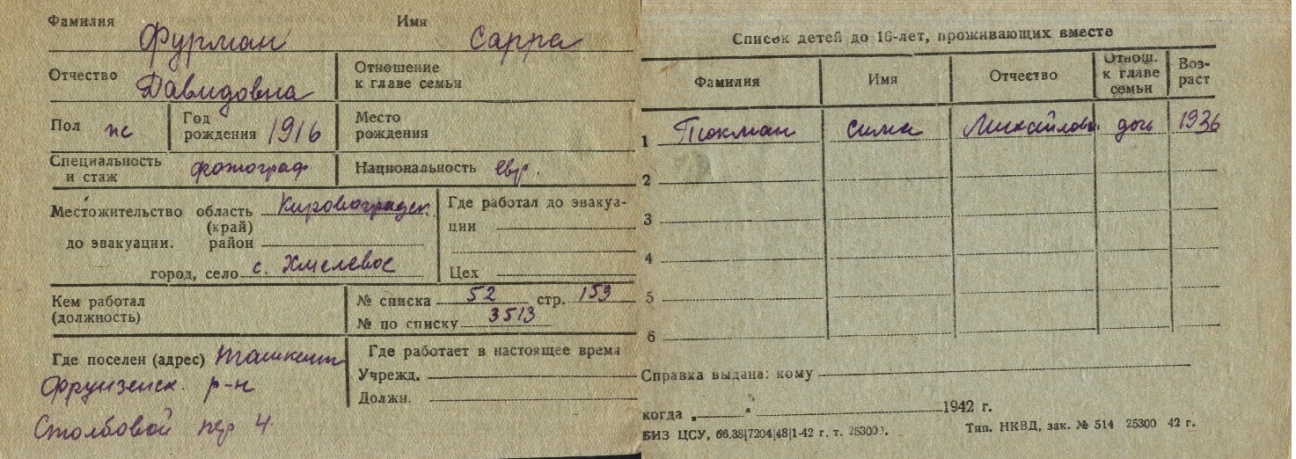 Фамилия Фурман Имя Сарра
Отчество Давидовна Отношение к главе семьи
Пол ж Год рождения 1916 Место рождения
Специальность и стаж фотограф Национальность евр.
Местожительство до эвакуации. область (край) Кировоградск.
район
город, село с. Хмелевое
Где работал до эвакуации
Цех
Кем работал (должность)
№ списка 52 стр. 153
№ по списку 3513
Где поселен (адрес) Ташкент
Фрунзенск. р-н
Столбовой пер 4
Где работает в настоящее время
Учрежд.
Должн.
Список детей до 16-лет, проживающих вместе
Фамилия Имя Отчество Отнош. к главе семьи Воз-раст
1 Тюкман Сима Михайловн. дочь 1936
2
3
4
5
6
Справка выдана: кому
когда „ “ 1942 г.
БИЗ ЦСУ, 66,38|7204|48|1-42 г. т. 25300.
Тип. НКВД, зак. № 514 25300 42 г.